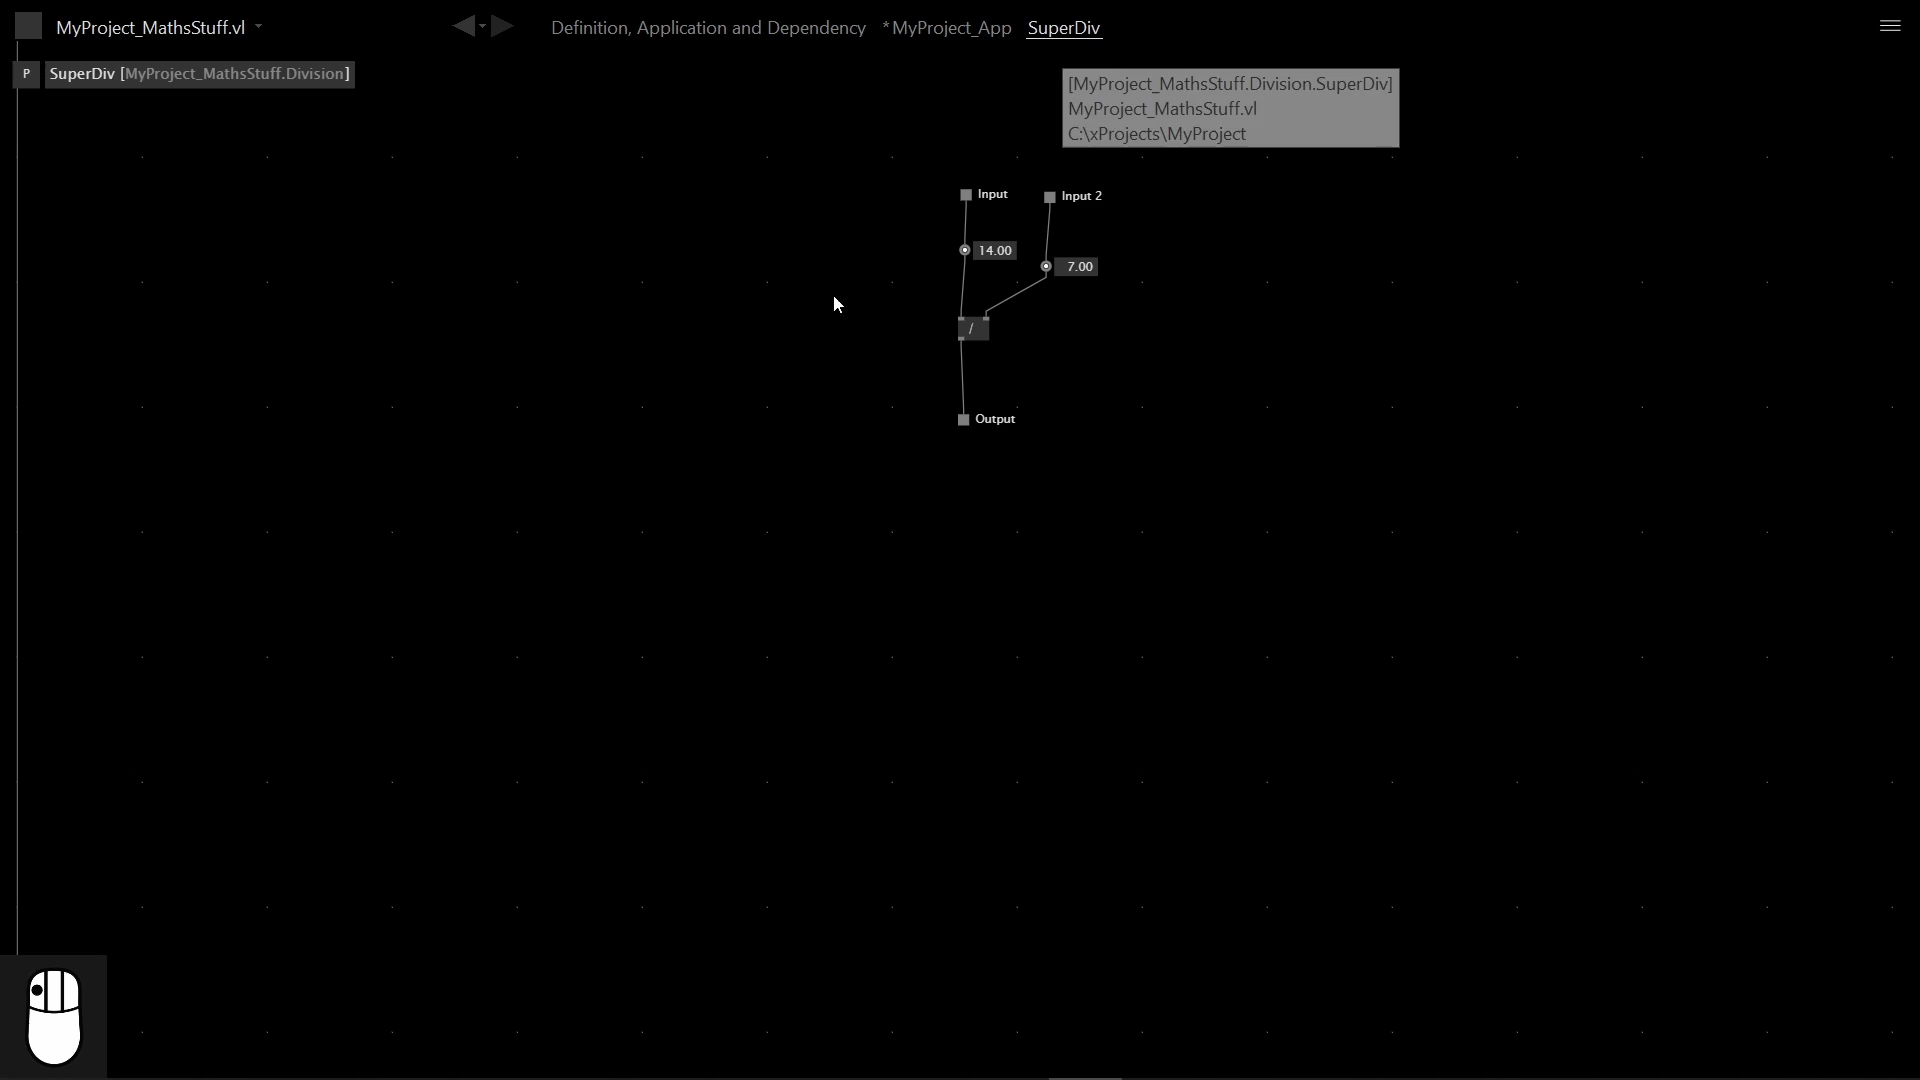 MyProject_MathsStuff.vl
Definition, Application and Dependency
*MyProject_App
SuperDiv
P
SuperDiv [MyProject_MathsStuff.Division]
[MyProject_MathsStuff.Division.SuperDiv]
MyProject_MathsStuff.vl
C:\xProjects\MyProject
Input
Input 2
14.00
7.00
/
Output